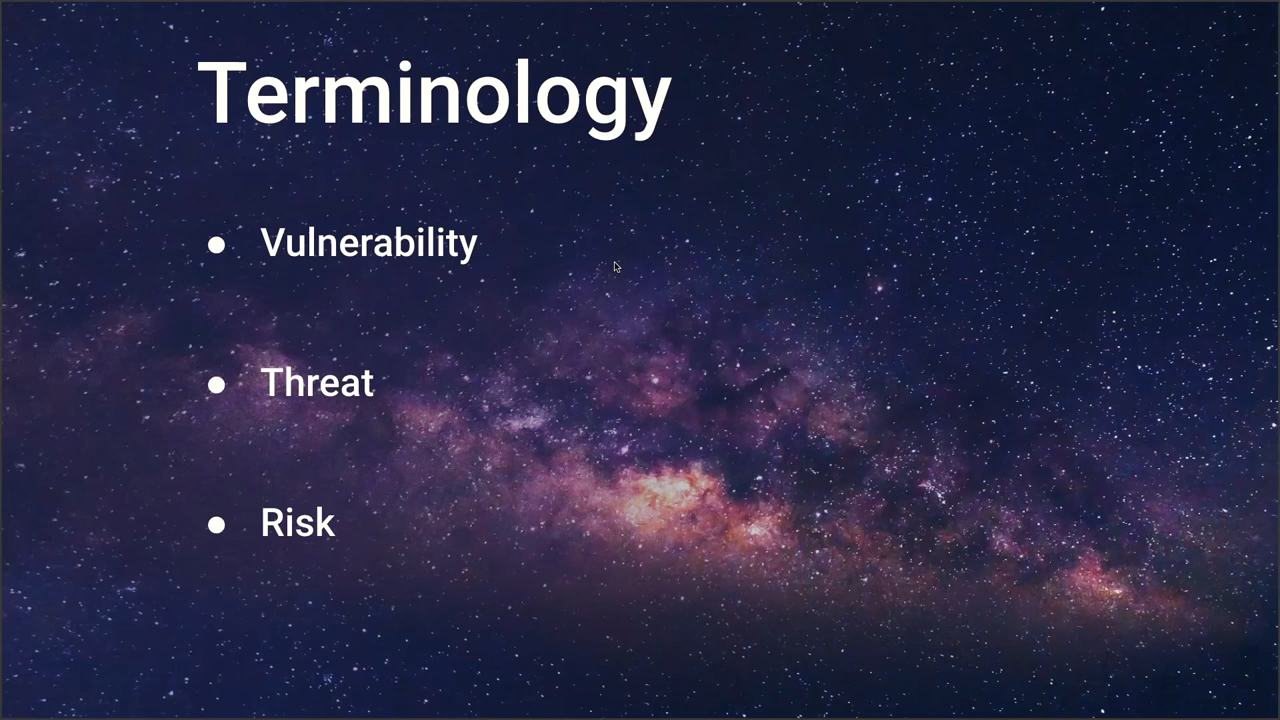 Terminology
● Vulnerability
● Threat
● Risk